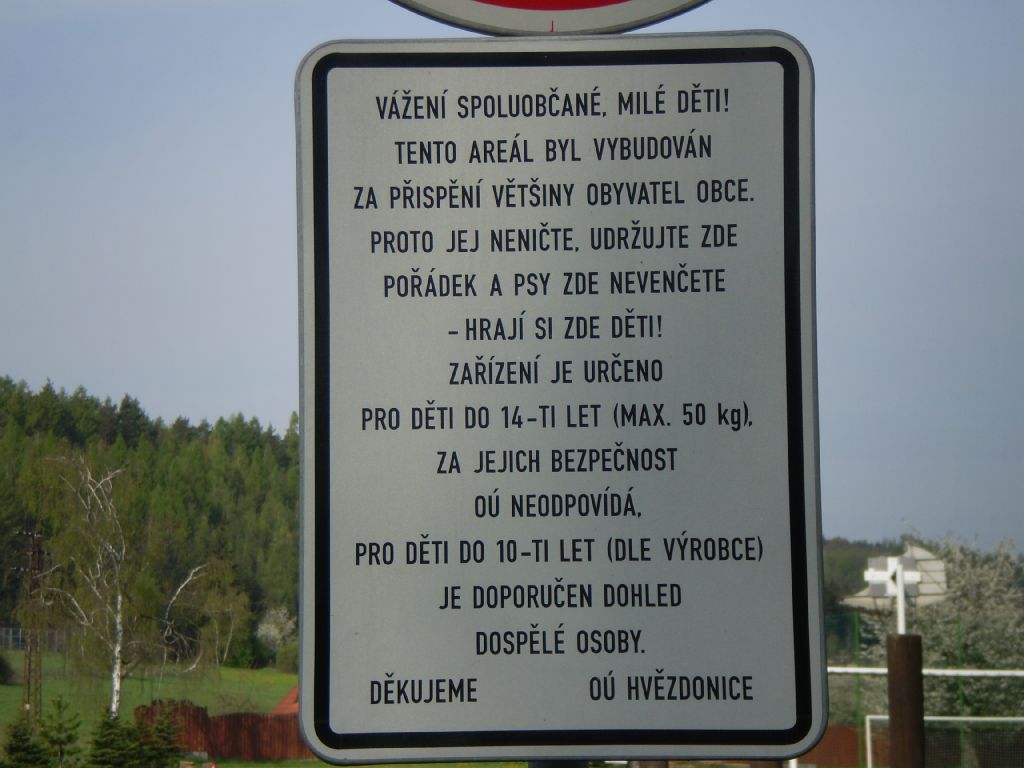 VÁŽENÍ SPOLUOBČANÉ, MILÉ DĚTI!
TENTO AREÁL BYL VYBUDOVÁN
ZA PŘISPĚNÍ VĚTŠINY OBYVATEL OBCE.
PROTO JEJ NENIČTE, UDRŽUJTE ZDE
POŘÁDEK A PSY ZDE NEVENČETE
- HRAJÍ SI ZDE DĚTI!
ZAŘÍZENÍ JE URČENO
PRO DĚTI DO 14-TI LET (MAX. 50 kg),
ZA JEJICH BEZPEČNOST
OÚ NEODPOVÍDÁ,
PRO DĚTI DO 10-TI LET (DLE VÝROBCE)
JE DOPORUČEN DOHLED
DOSPĚLÉ OSOBY.
DĚKUJEME OÚ HVĚZDONICE